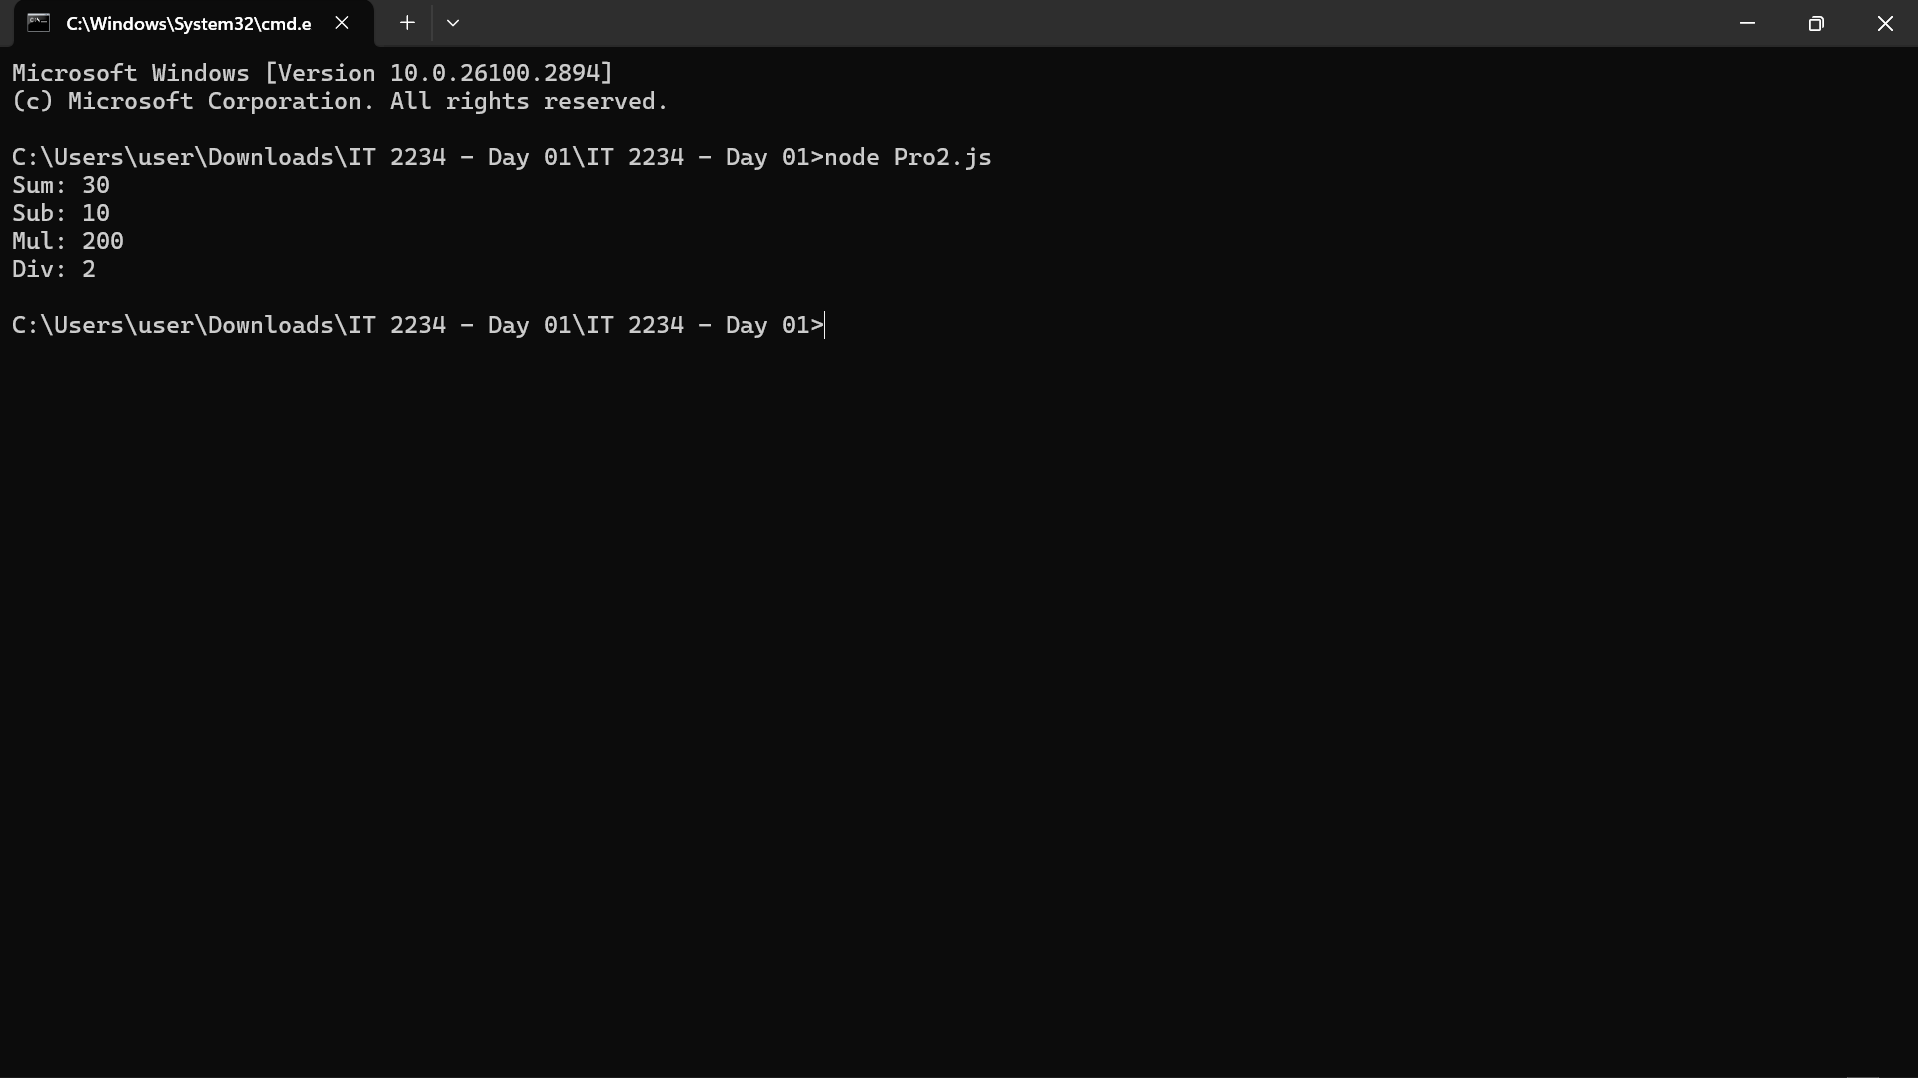 C:\Windows\System32\cmd.e
Microsoft Windows [Version 10.0.26100.2894]
(c) Microsoft Corporation. All rights reserved.
C:\Users\user\Downloads\IT 2234 - Day 01\IT 2234 - Day 01>node Pro2.js
Sum: 30
Sub: 10
Mul: 200
Div: 2
C:\Users\user\Downloads\IT 2234 - Day 01\IT 2234 - Day 01>